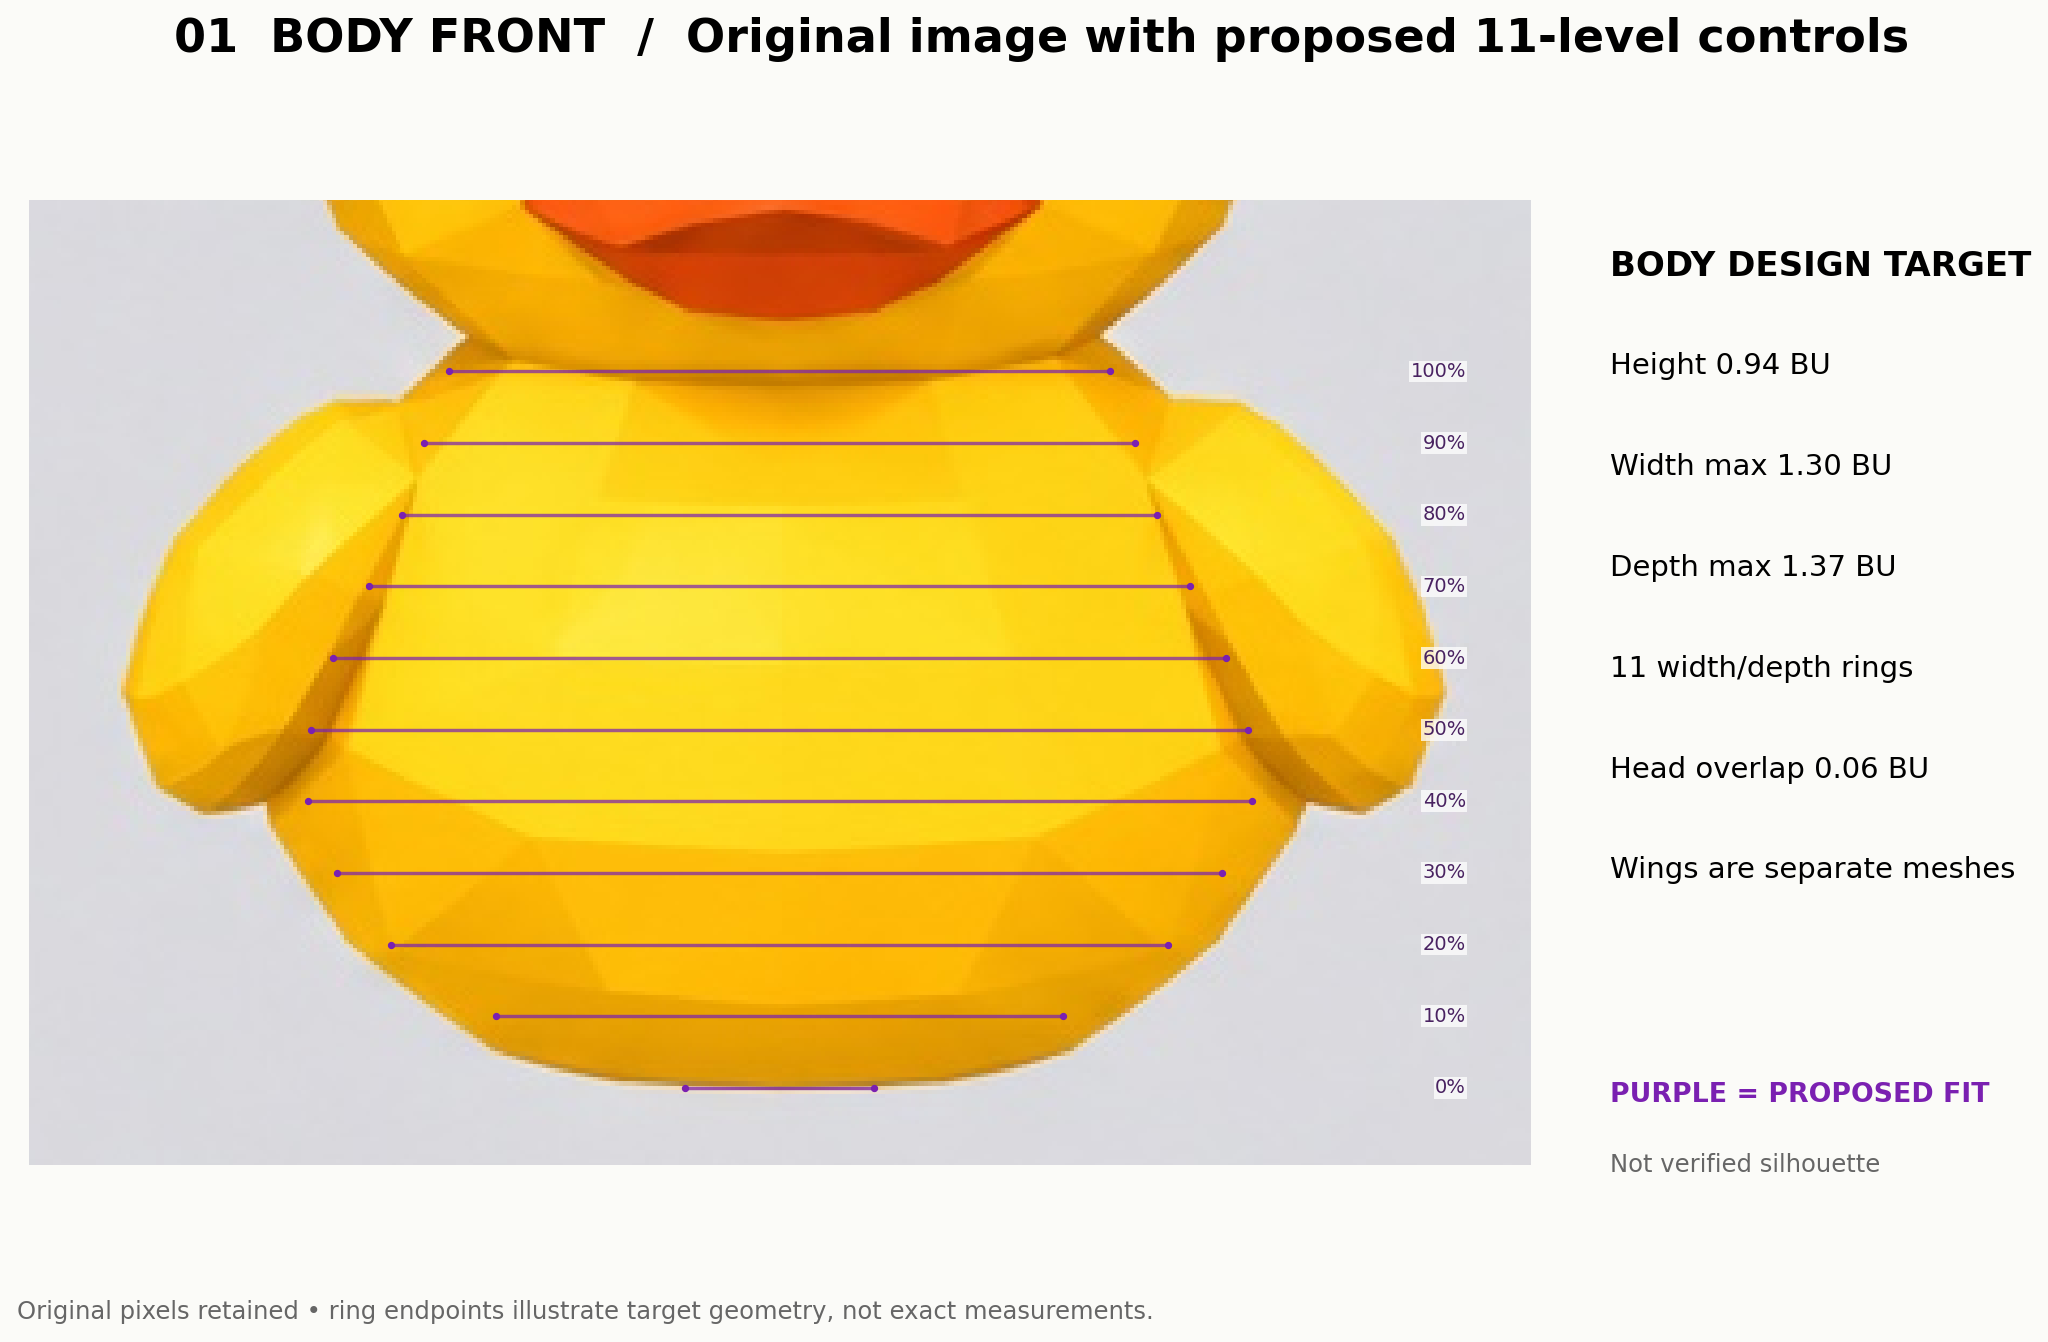 01 BODY FRONT / Original image with proposed 11-level controls
BODY DESIGN TARGET
100%
Height 0.94 BU
90%
Width max 1.30 BU
80%
Depth max 1.37 BU
70%
60%
11 width/depth rings
50%
Head overlap 0.06 BU
40%
30%
Wings are separate meshes
20%
10%
0%
PURPLE = PROPOSED FIT
Not verified silhouette
Original pixels retained • ring endpoints illustrate target geometry, not exact measurements.